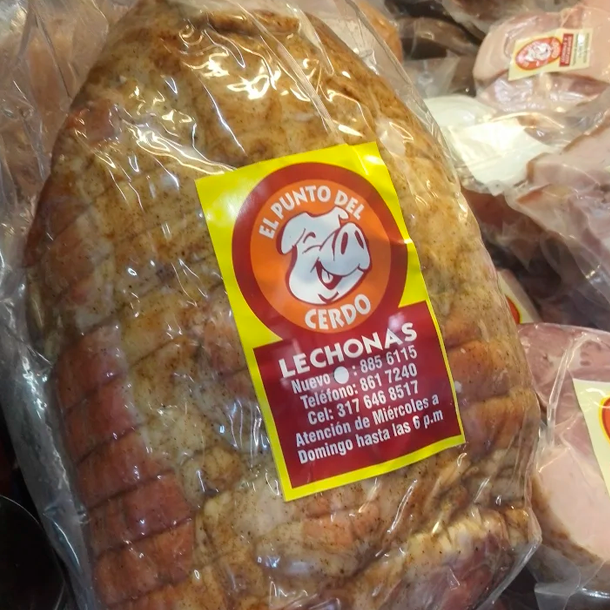 EL PUNTO DEL
CERDO
LECHONAS
Nuevo : 885 6115
Teléfono: 861 7240
Cel: 317 646 8517
Atención de Miércoles a
Domingo hasta las 6 p.m